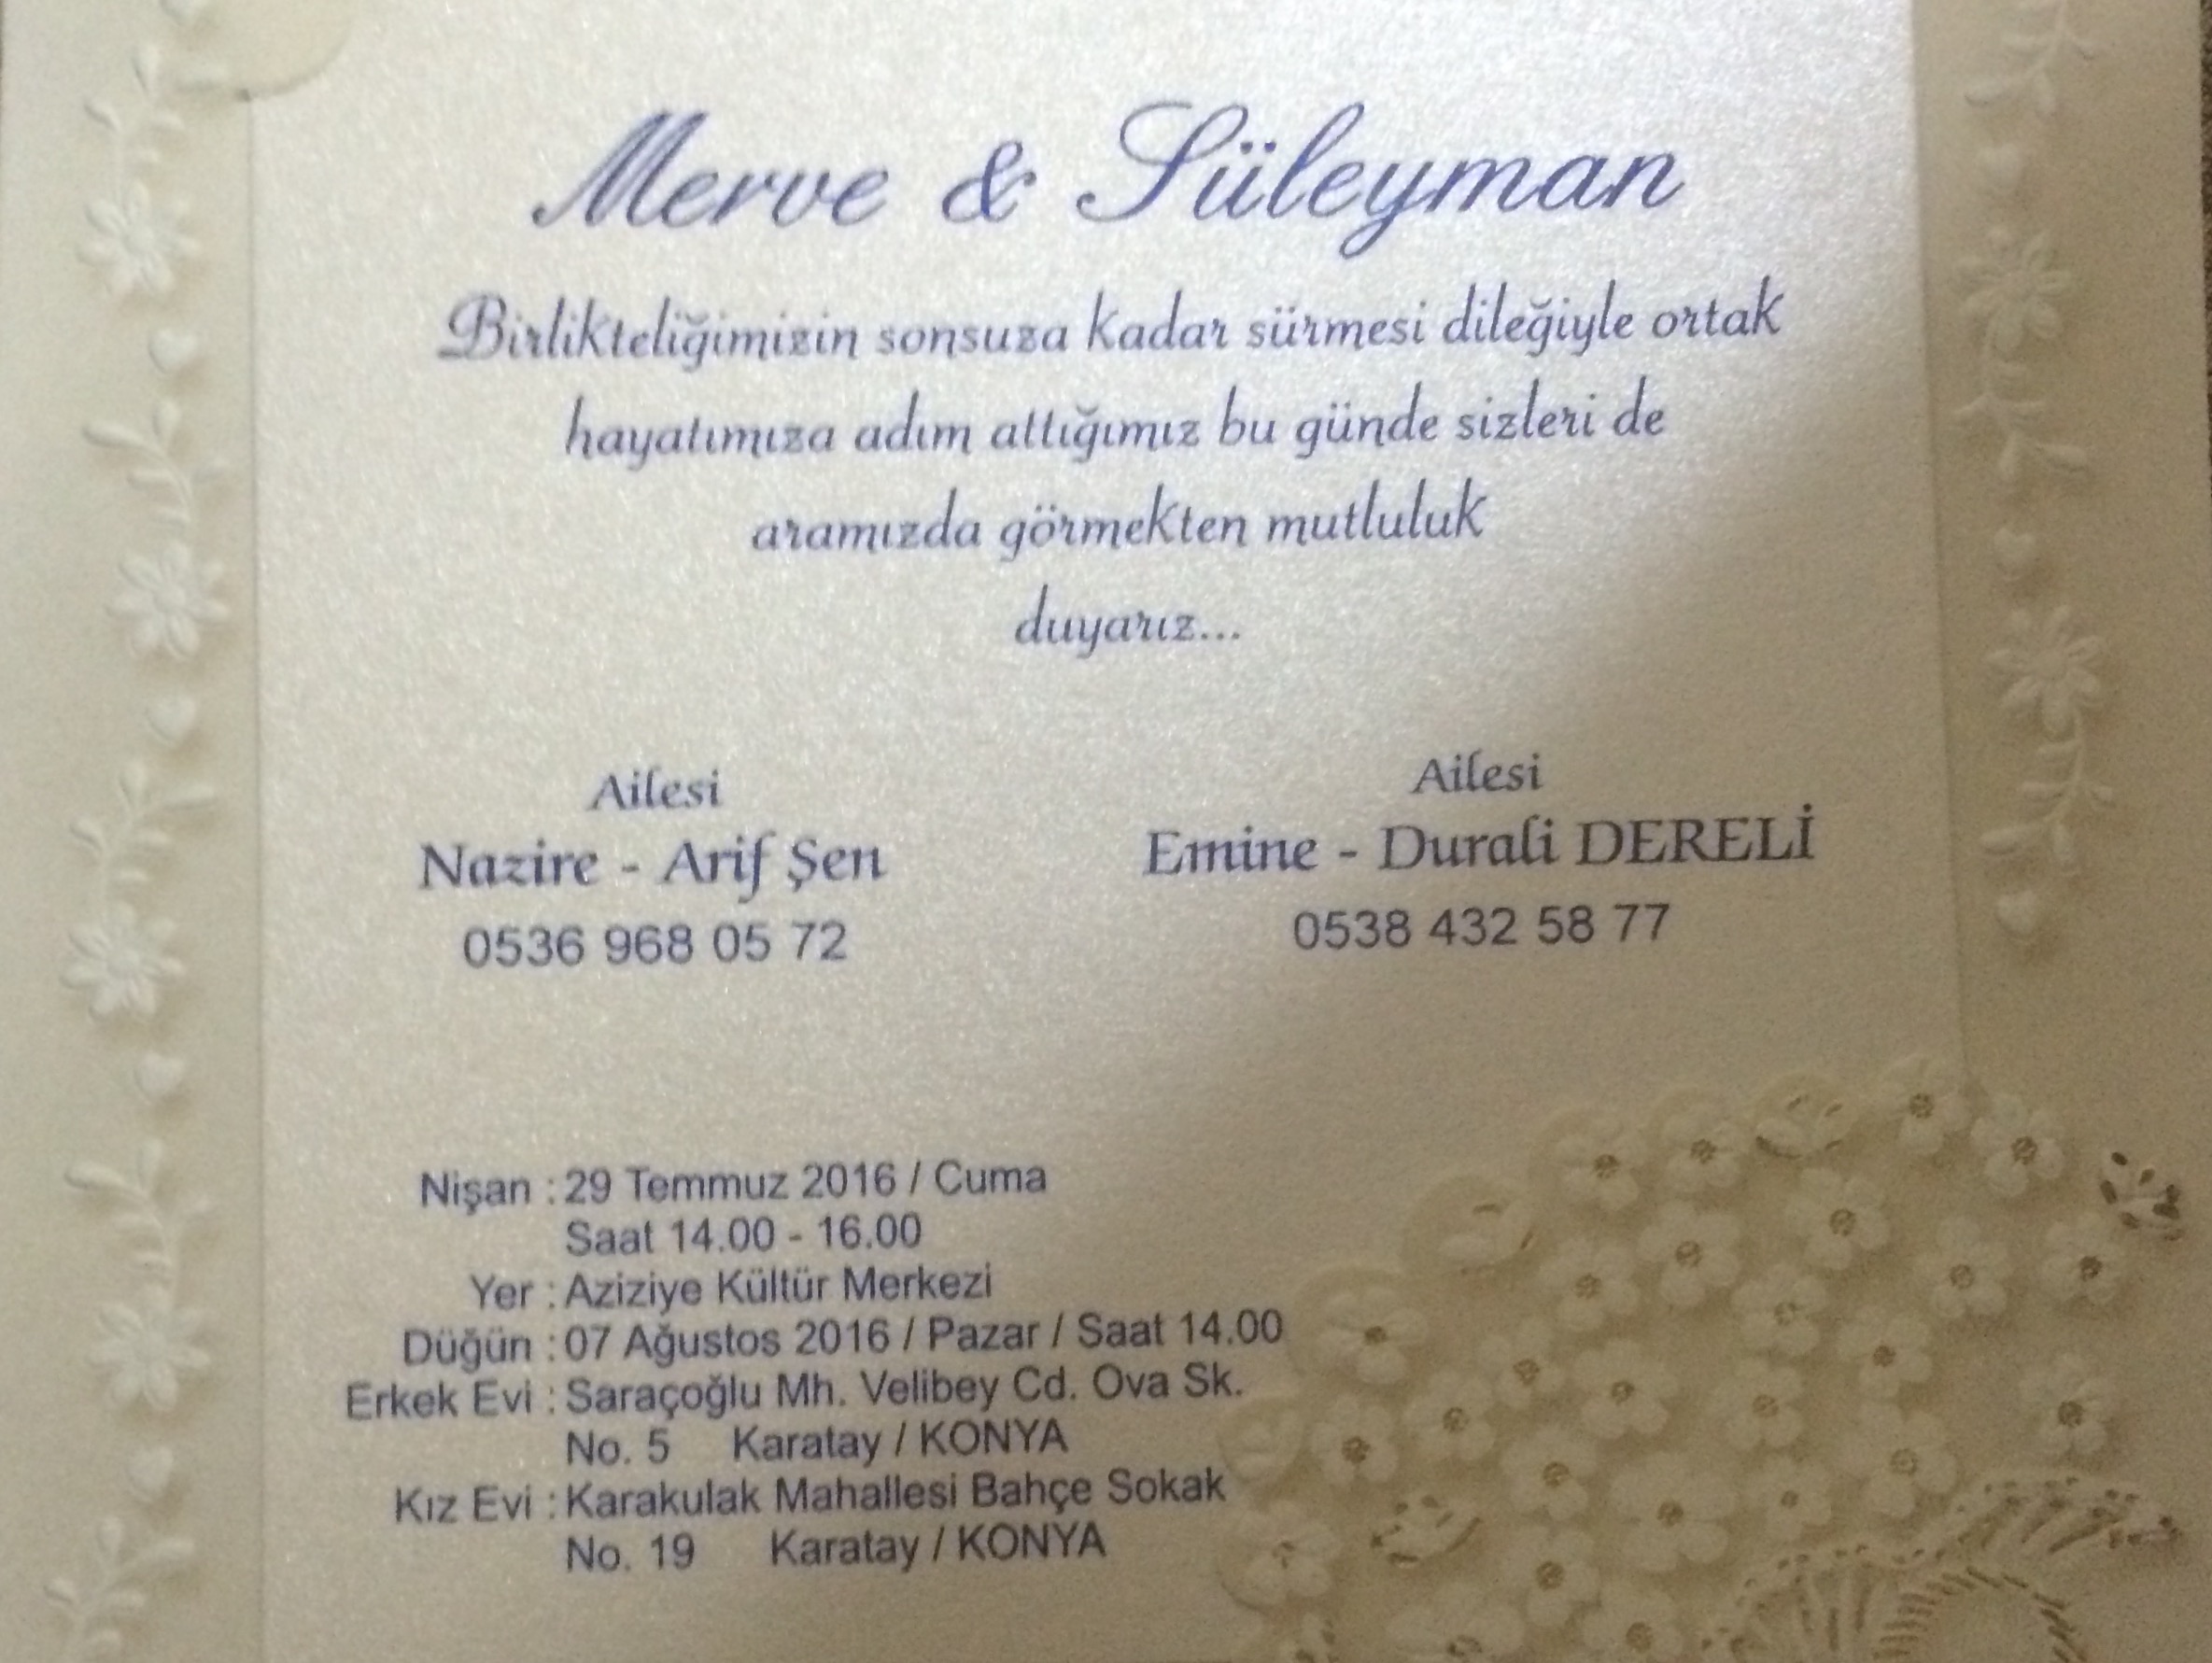 Merve & Süleyman
Birlikteliğimizin sonsuza kadar sürmesi dileğiyle ortak
hayatımıza adım attığımız bu günde sizleri de
aramızda görmekten mutluluk
duyarız...
Ailesi
Nazire - Arif Şen
0536 968 05 72
Ailesi
Emine - Durali DERELİ
0538 432 58 77
Nişan : 29 Temmuz 2016 / Cuma
Saat 14.00 - 16.00
Yer : Aziziye Kültür Merkezi
Düğün : 07 Ağustos 2016 / Pazar / Saat 14.00
Erkek Evi : Saraçoğlu Mh. Velibey Cd. Ova Sk.
No. 5 Karatay / KONYA
Kız Evi : Karakulak Mahallesi Bahçe Sokak
No. 19 Karatay / KONYA